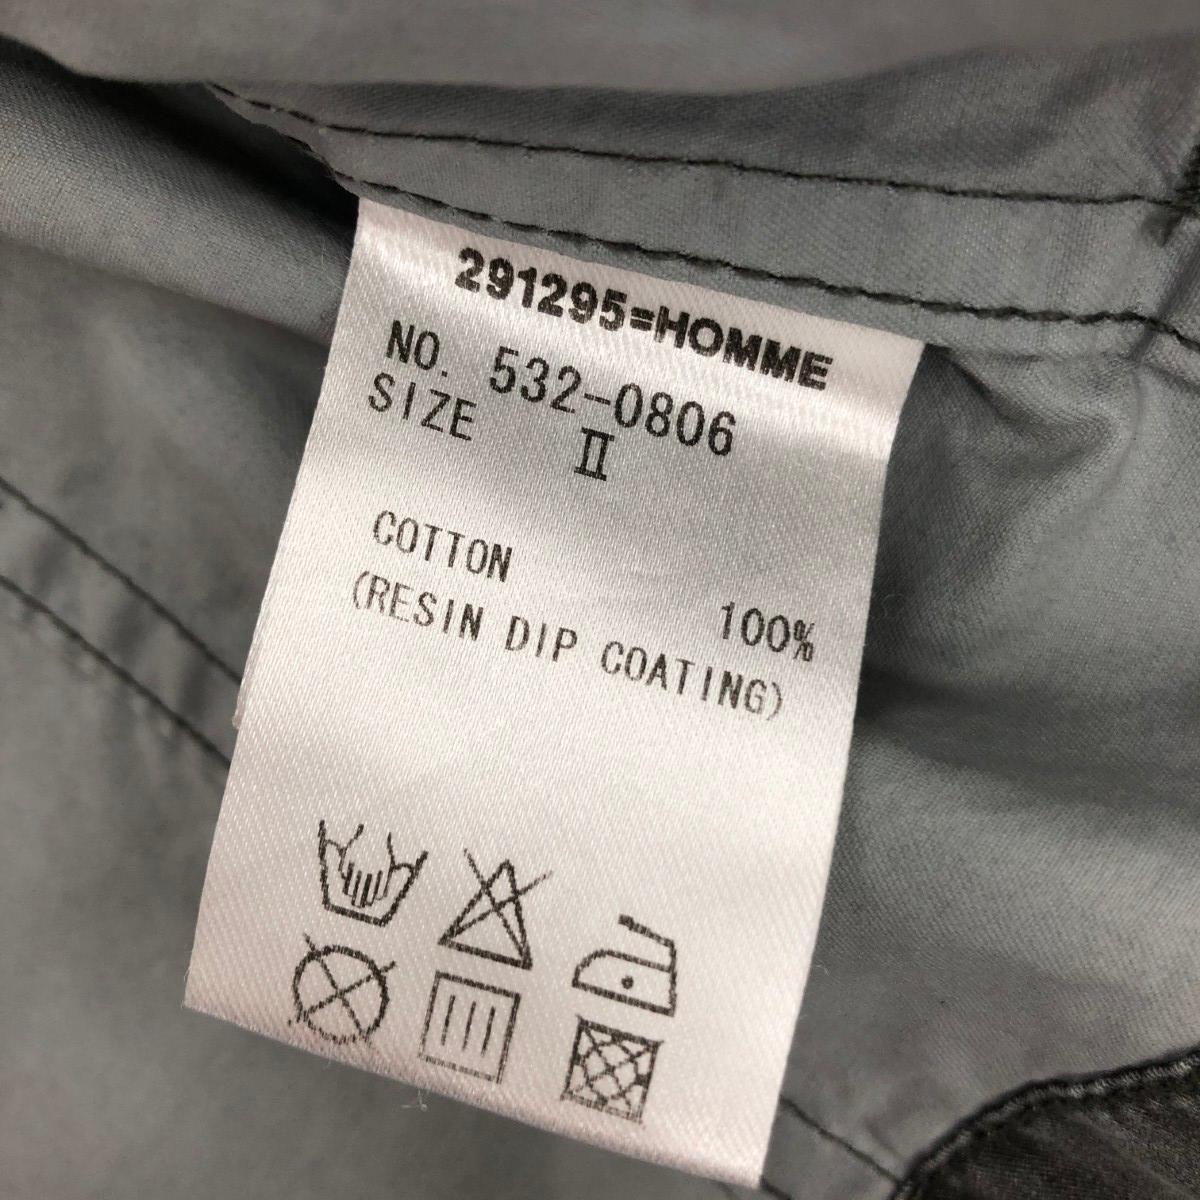 291295=HOMME
NO. 532-0806
SIZE II
COTTON 100%
(RESIN DIP COATING)